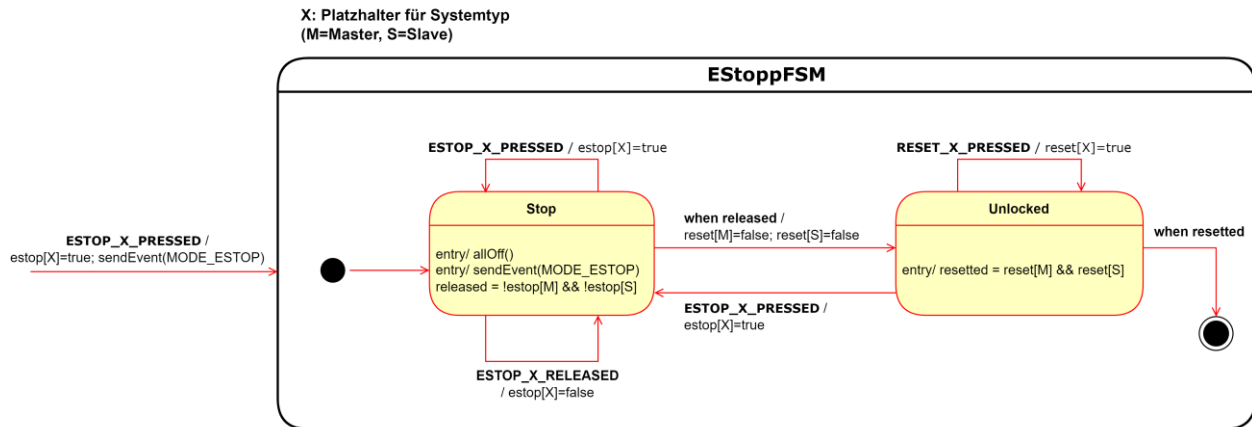 X: Platzhalter für Systemtyp
(M=Master, S=Slave)
EStoppFSM
ESTOP_X_PRESSED / estop[X]=true
RESET_X_PRESSED / reset[X]=true
Stop
entry/ allOff()
entry/ sendEvent(MODE_ESTOP)
released = !estop[M] && !estop[S]
when released /
reset[M]=false; reset[S]=false
Unlocked
entry/ resetted = reset[M] && reset[S]
when resetted
ESTOP_X_PRESSED /
estop[X]=true; sendEvent(MODE_ESTOP)
ESTOP_X_PRESSED /
estop[X]=true
ESTOP_X_RELEASED
/ estop[X]=false